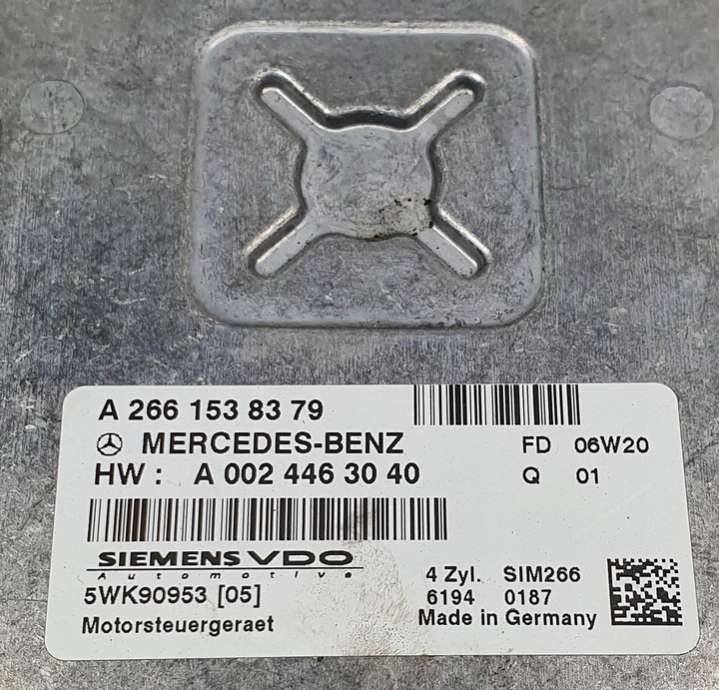 A 266 153 83 79
MERCEDES-BENZ FD 06W20
HW : A 002 446 30 40 Q 01
SIEMENS VDO
Automotive
4 Zyl. SIM266
5WK90953 [05] 6194 0187
Motorsteuergeraet Made in Germany